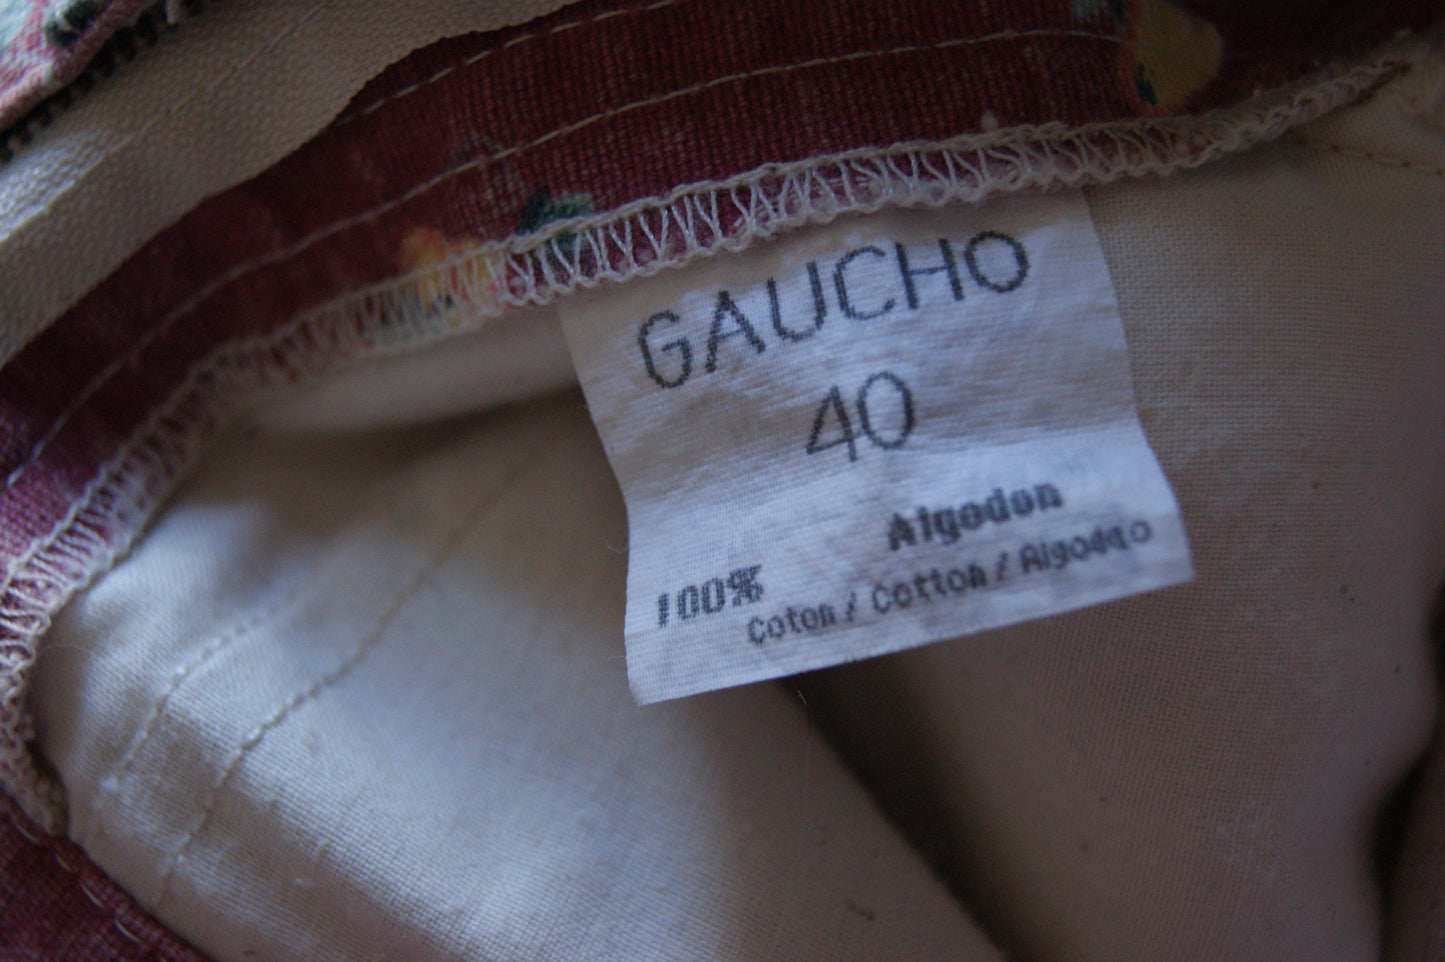 GAUCHO
40
Algodon
100%
Coton / Cotton / Algodão